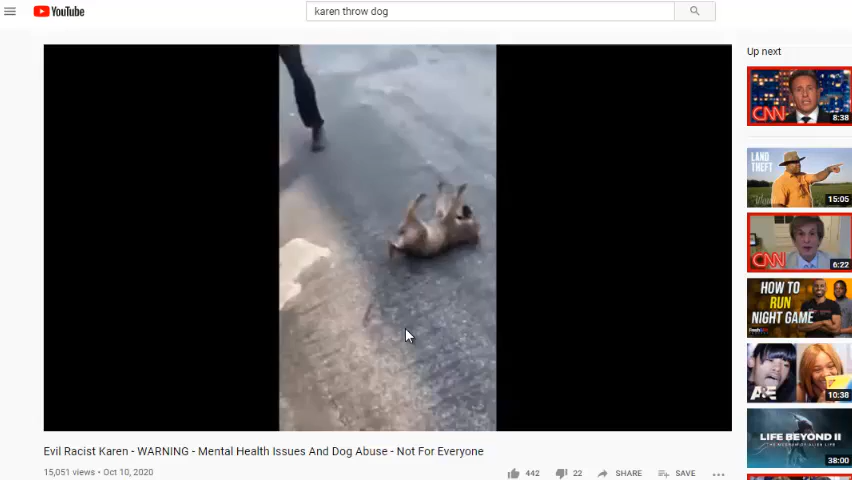 YouTube
karen throw dog
Up next
CNN
8:38
LAND
THEFT
15:05
CNN
6:22
HOW TO
RUN
NIGHT GAME
A&E
10:38
LIFE BEYOND II
38:00
Evil Racist Karen - WARNING - Mental Health Issues And Dog Abuse - Not For Everyone
15,051 views • Oct 10, 2020
442
22
SHARE
SAVE
...